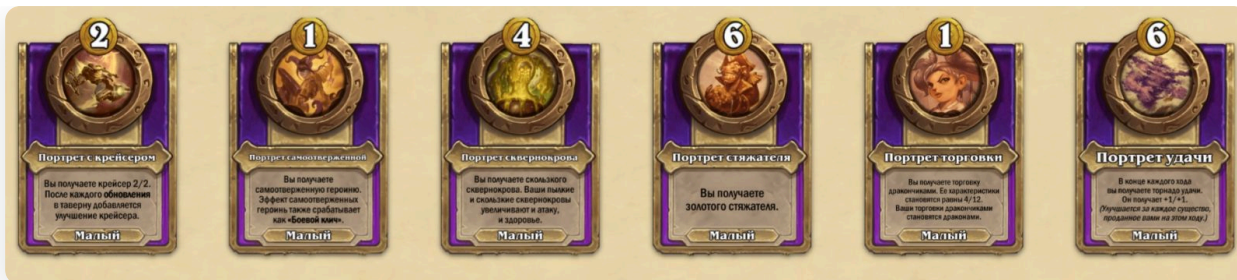 2
Портрет с крейсером
Вы получаете крейсер 2/2.
После каждого обновления
в таверну добавляется
улучшение крейсера.
Малый
1
Портрет самоотверженной
Вы получаете
самоотверженную героиню.
Эффект самоотверженных
героинь также срабатывает
как «Боевой клич».
Малый
4
Портрет сквернокрова
Вы получаете скользкого
сквернокрова. Ваши пылкие
и скользкие сквернокровы
увеличивают и атаку,
и здоровье.
Малый
6
Портрет стяжателя
Вы получаете
золотого стяжателя.
Малый
1
Портрет торговки
Вы получаете торговку
дракончиками. Ее характеристики
становятся равны 4/12.
Ваши торговки дракончиками
становятся драконами.
Малый
6
Портрет удачи
В конце каждого хода
вы получаете торнадо удачи.
Он получает +1/+1.
(Улучшается за каждое существо,
проданное вами на этом ходу.)
Малый